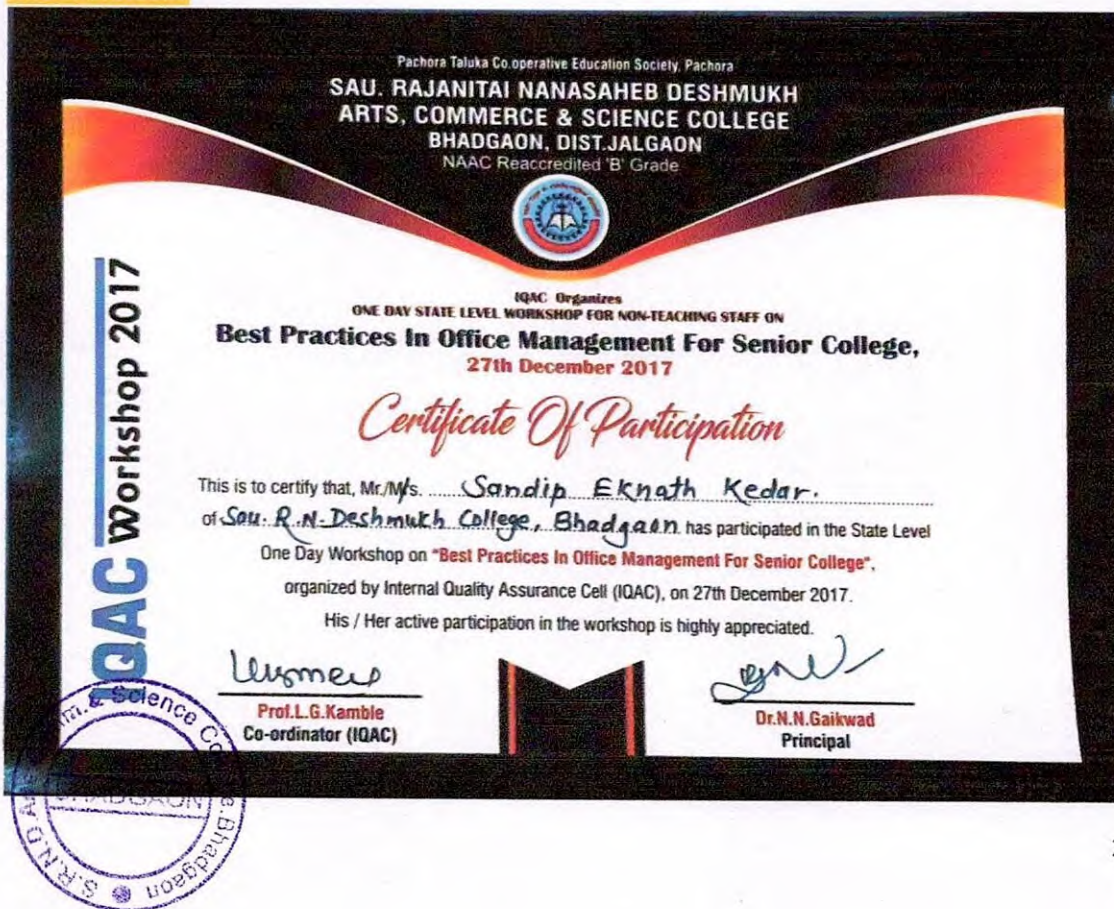 Pachora Taluka Co.operative Education Society, Pachora
SAU. RAJANITAI NANASAHEB DESHMUKH
ARTS, COMMERCE & SCIENCE COLLEGE
BHADGAON, DIST.JALGAON
NAAC Reaccredited 'B' Grade
IQAC Workshop 2017
IQAC Organizes
ONE DAY STATE LEVEL WORKSHOP FOR NON-TEACHING STAFF ON
Best Practices In Office Management For Senior College,
27th December 2017
Certificate Of Participation
This is to certify that, Mr./M/s. Sandip Eknath Kedar.
of Sau. R.N. Deshmukh College, Bhadgaon has participated in the State Level
One Day Workshop on "Best Practices In Office Management For Senior College",
organized by Internal Quality Assurance Cell (IQAC), on 27th December 2017.
His / Her active participation in the workshop is highly appreciated.
Prof.L.G.Kamble
Co-ordinator (IQAC)
Dr.N.N.Gaikwad
Principal
S.R.N.D & Science Bhadgaon
BHADGAON